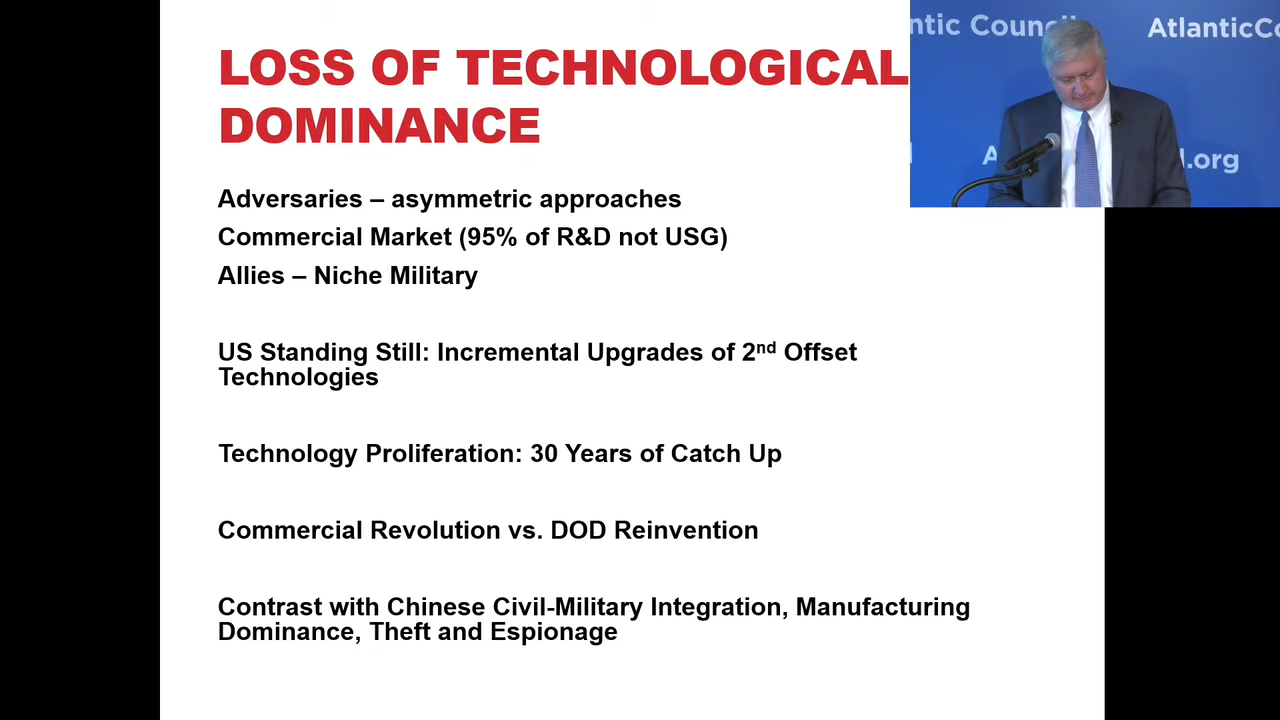 LOSS OF TECHNOLOGICAL
DOMINANCE
Adversaries – asymmetric approaches
Commercial Market (95% of R&D not USG)
Allies – Niche Military
US Standing Still: Incremental Upgrades of 2nd Offset
Technologies
Technology Proliferation: 30 Years of Catch Up
Commercial Revolution vs. DOD Reinvention
Contrast with Chinese Civil-Military Integration, Manufacturing
Dominance, Theft and Espionage
ntic Council
AtlanticCo
A
l.org